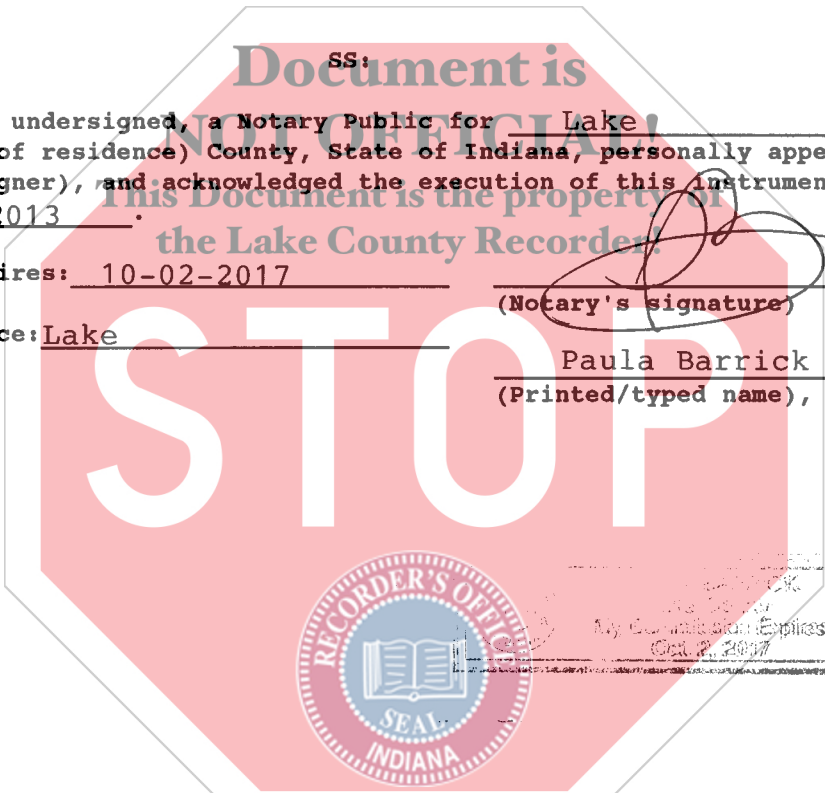 Document is
SS:
NOT OFFICIAL!
undersigned, a Notary Public for Lake
of residence) County, State of Indiana, personally appe
gner), and acknowledged the execution of this instrumen
This Document is the property of
2013 .
the Lake County Recorder!
ires: 10-02-2017
(Notary's signature)
ce: Lake
Paula Barrick
(Printed/typed name),
STOP
RECORDER'S OFFICE
SEAL
INDIANA
My Commission Expires
Oct. 2, 2017